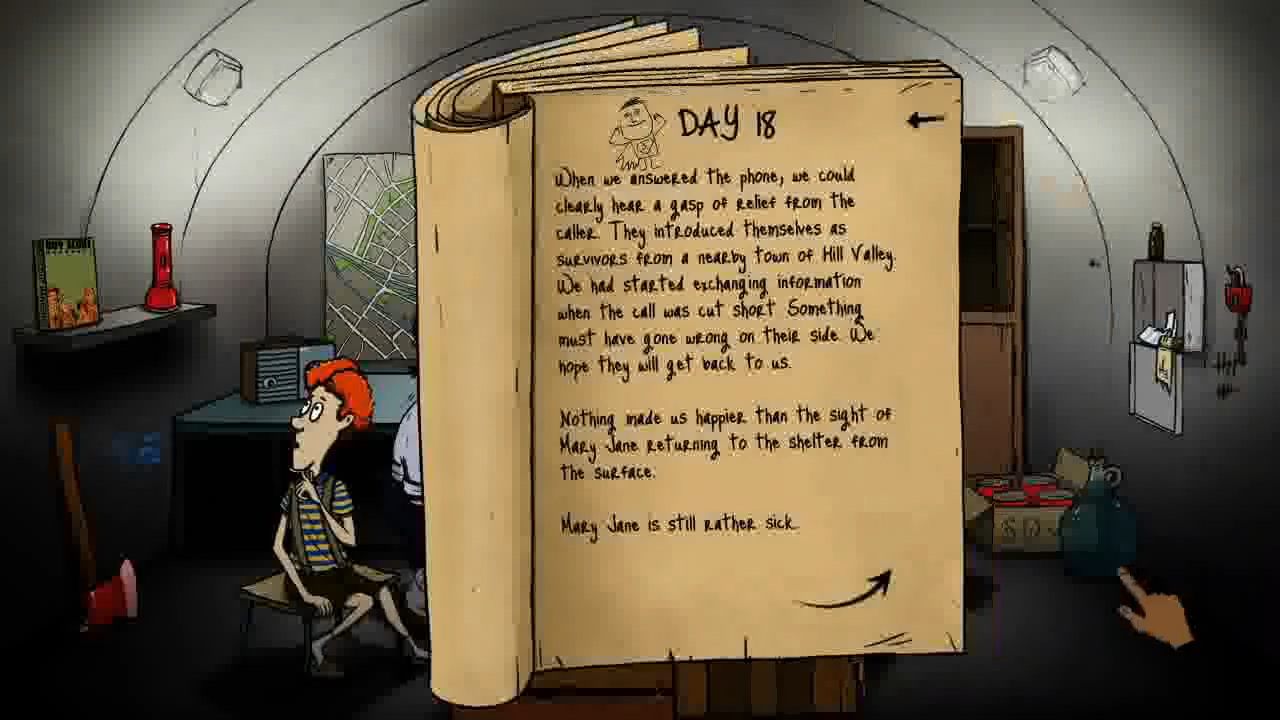 DAY 18
When we answered the phone, we could
clearly hear a gasp of relief from the
caller. They introduced themselves as
survivors from a nearby town of Hill Valley.
We had started exchanging information
when the call was cut short Something
must have gone wrong on their side. We
hope they will get back to us.
Nothing made us happier than the sight of
Mary Jane returning to the shelter from
the surface.
Mary Jane is still rather sick.
BOY SCOUT
SOU